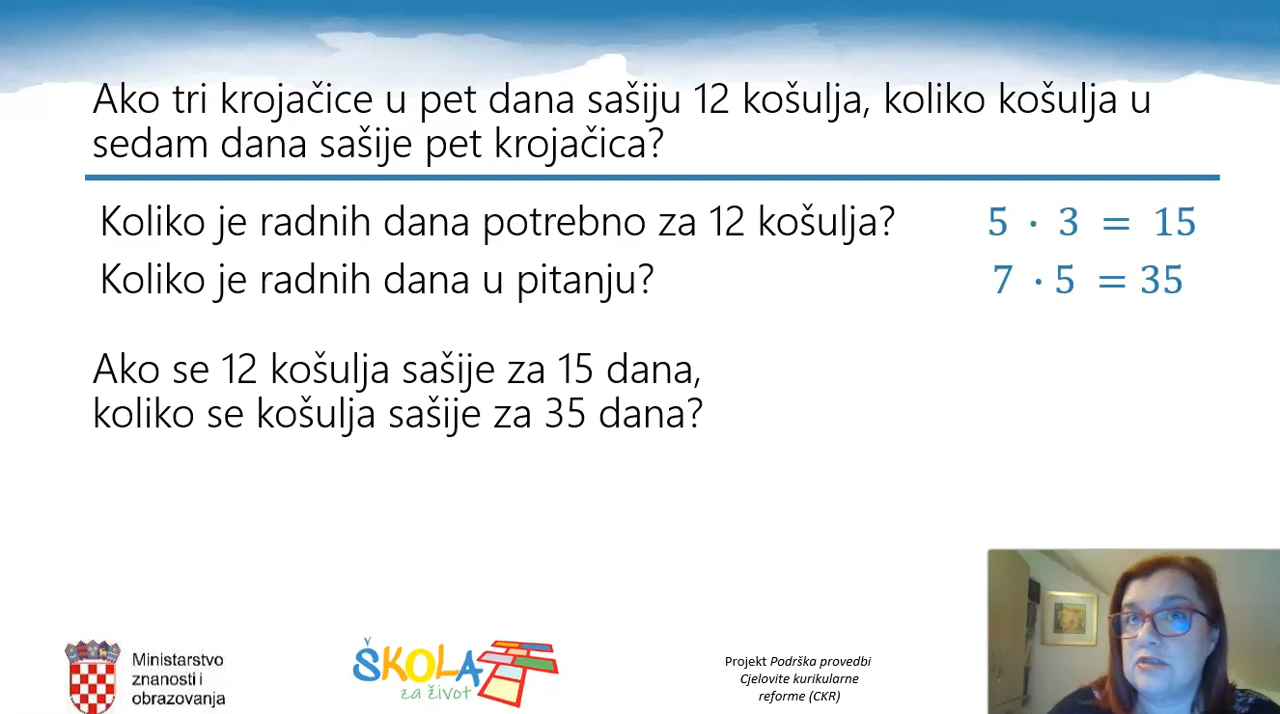 Ako tri krojačice u pet dana sašiju 12 košulja, koliko košulja u
sedam dana sašije pet krojačica?
Koliko je radnih dana potrebno za 12 košulja? 5 · 3 = 15
Koliko je radnih dana u pitanju? 7 · 5 = 35
Ako se 12 košulja sašije za 15 dana,
koliko se košulja sašije za 35 dana?
Ministarstvo
znanosti i
obrazovanja
ŠKOLA
za život
Projekt Podrška provedbi
Cjelovite kurikularne
reforme (CKR)